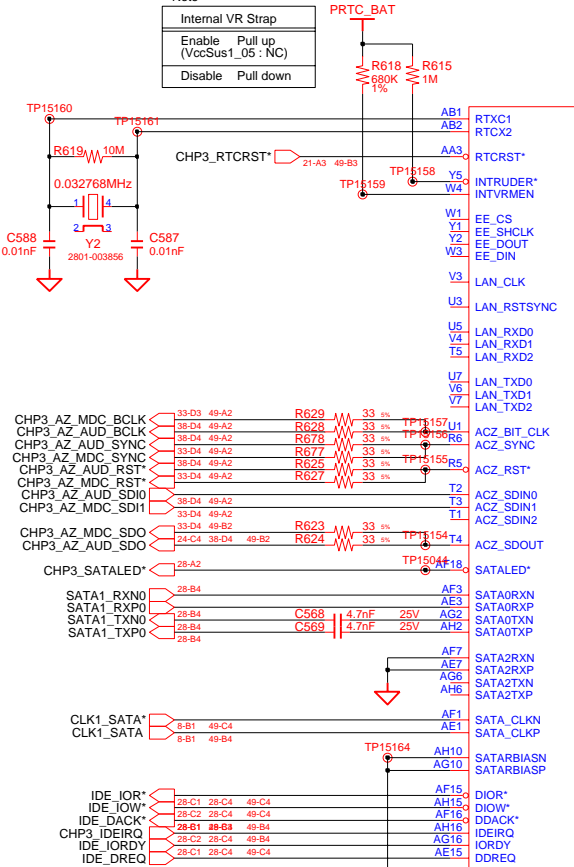 Internal VR Strap
Enable Pull up
(VccSus1_05 : NC)
Disable Pull down
PRTC_BAT
R618 R615
680K 1M
1%
TP15160
TP15161
AB1 RTXC1
AB2 RTCX2
R619 10M
CHP3_RTCRST* 21-A3 49-B3 AA3 RTCRST*
TP15158
Y5 INTRUDER*
TP15159 W4 INTVRMEN
0.032768MHz
1 4
2 3
Y2
2801-003856
C588
0.01nF
C587
0.01nF
W1 EE_CS
Y1 EE_SHCLK
Y2 EE_DOUT
W3 EE_DIN
V3 LAN_CLK
U3 LAN_RSTSYNC
U5 LAN_RXD0
V4 LAN_RXD1
T5 LAN_RXD2
U7 LAN_TXD0
V6 LAN_TXD1
V7 LAN_TXD2
CHP3_AZ_MDC_BCLK 33-D3 49-A2 R629 33 5% TP15157
CHP3_AZ_AUD_BCLK 38-D4 49-A2 R628 33 5% U1 ACZ_BIT_CLK
CHP3_AZ_AUD_SYNC 38-D4 49-A2 R678 33 5% TP15156 R6 ACZ_SYNC
CHP3_AZ_MDC_SYNC 33-D4 49-A2 R677 33 5%
CHP3_AZ_AUD_RST* 38-D4 49-A2 R625 33 5% TP15155 R5 ACZ_RST*
CHP3_AZ_MDC_RST* 33-D4 49-A2 R627 33 5%
CHP3_AZ_AUD_SDI0 38-D4 49-A2 T2 ACZ_SDIN0
CHP3_AZ_MDC_SDI1 33-D4 49-A2 T3 ACZ_SDIN1
T1 ACZ_SDIN2
CHP3_AZ_MDC_SDO 33-D4 49-B2 R623 33 5% TP15154
CHP3_AZ_AUD_SDO 24-C4 38-D4 49-B2 R624 33 5% T4 ACZ_SDOUT
CHP3_SATALED* 28-A2 TP15044 AF18 SATALED*
SATA1_RXN0 28-B4 AF3 SATA0RXN
SATA1_RXP0 28-B4 AE3 SATA0RXP
SATA1_TXN0 28-B4 C568 4.7nF 25V AG2 SATA0TXN
SATA1_TXP0 28-B4 C569 4.7nF 25V AH2 SATA0TXP
AF7 SATA2RXN
AE7 SATA2RXP
AG6 SATA2TXN
AH6 SATA2TXP
CLK1_SATA* 8-B1 49-C4 AF1 SATA_CLKN
CLK1_SATA 8-B1 49-B4 AE1 SATA_CLKP
TP15164 AH10 SATARBIASN
AG10 SATARBIASP
IDE_IOR* 28-C1 28-C4 49-C4 AF15 DIOR*
IDE_IOW* 28-C2 28-C4 49-C4 AH15 DIOW*
IDE_DACK* AF16 DDACK*
CHP3_IDEIRQ 28-C2 28-C4 49-B4 AH16 IDEIRQ
IDE_IORDY 28-C1 28-C4 49-C4 AG16 IORDY
IDE_DREQ AE15 DDREQ